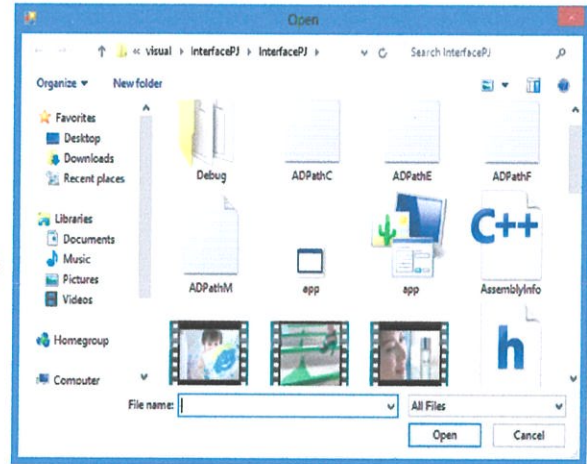 Open
« visual ▸ InterfacePJ ▸ InterfacePJ ▸
Search InterfacePJ
Organize ▾ New folder
Favorites
Desktop
Downloads
Recent places
Libraries
Documents
Music
Pictures
Videos
Homegroup
Computer
Debug
ADPathC
ADPathE
ADPathF
C++
ADPathM
app
app
AssemblyInfo
h
File name:
All Files
Open
Cancel